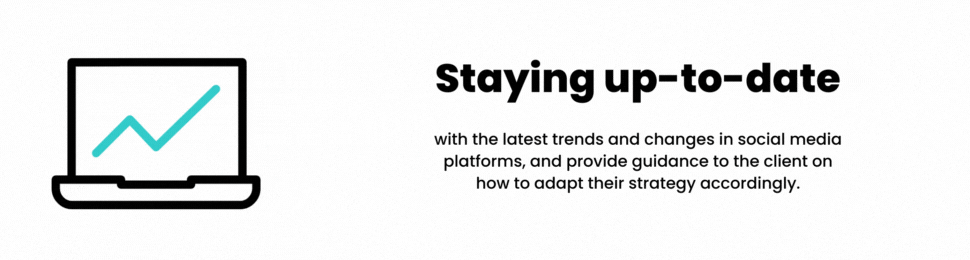 Staying up-to-date
with the latest trends and changes in social media
platforms, and provide guidance to the client on
how to adapt their strategy accordingly.